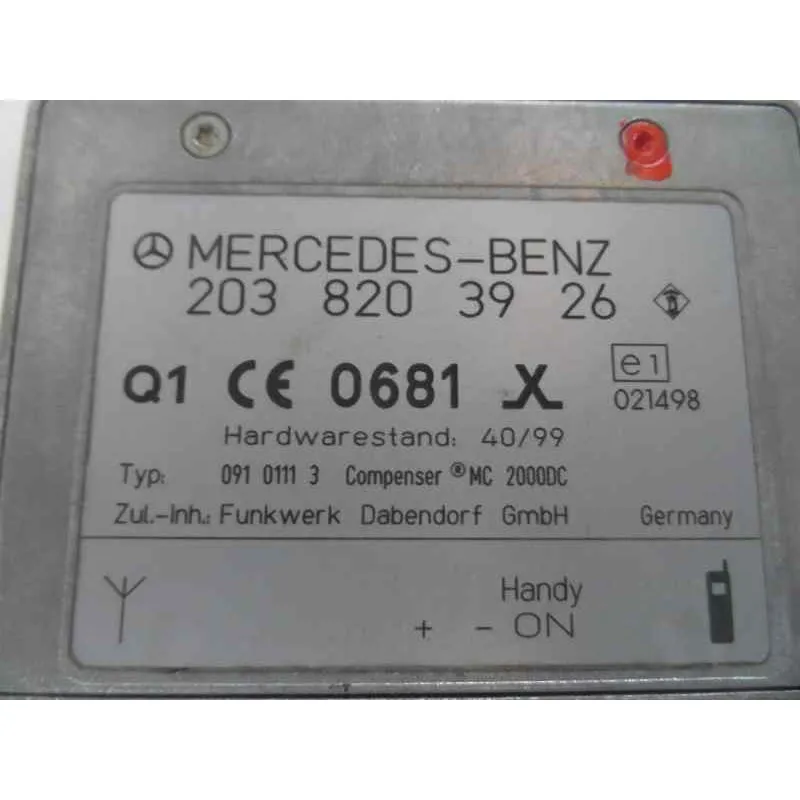 MERCEDES-BENZ
203 820 39 26
Q1 CE 0681 X e1
021498
Hardwarestand: 40/99
Typ: 091 0111 3 Compenser ® MC 2000DC
Zul.-Inh.: Funkwerk Dabendorf GmbH Germany
Handy
+ - ON